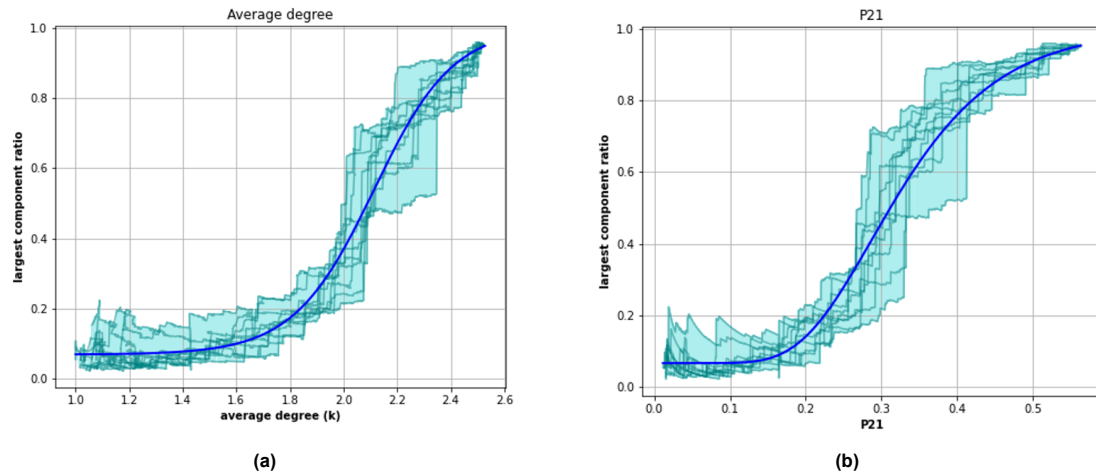 Average degree
1.0
0.8
0.6
0.4
0.2
0.0
largest component ratio
1.0 1.2 1.4 1.6 1.8 2.0 2.2 2.4 2.6
average degree (k)
(a)
P21
1.0
0.8
0.6
0.4
0.2
0.0
largest component ratio
0.0 0.1 0.2 0.3 0.4 0.5
P21
(b)